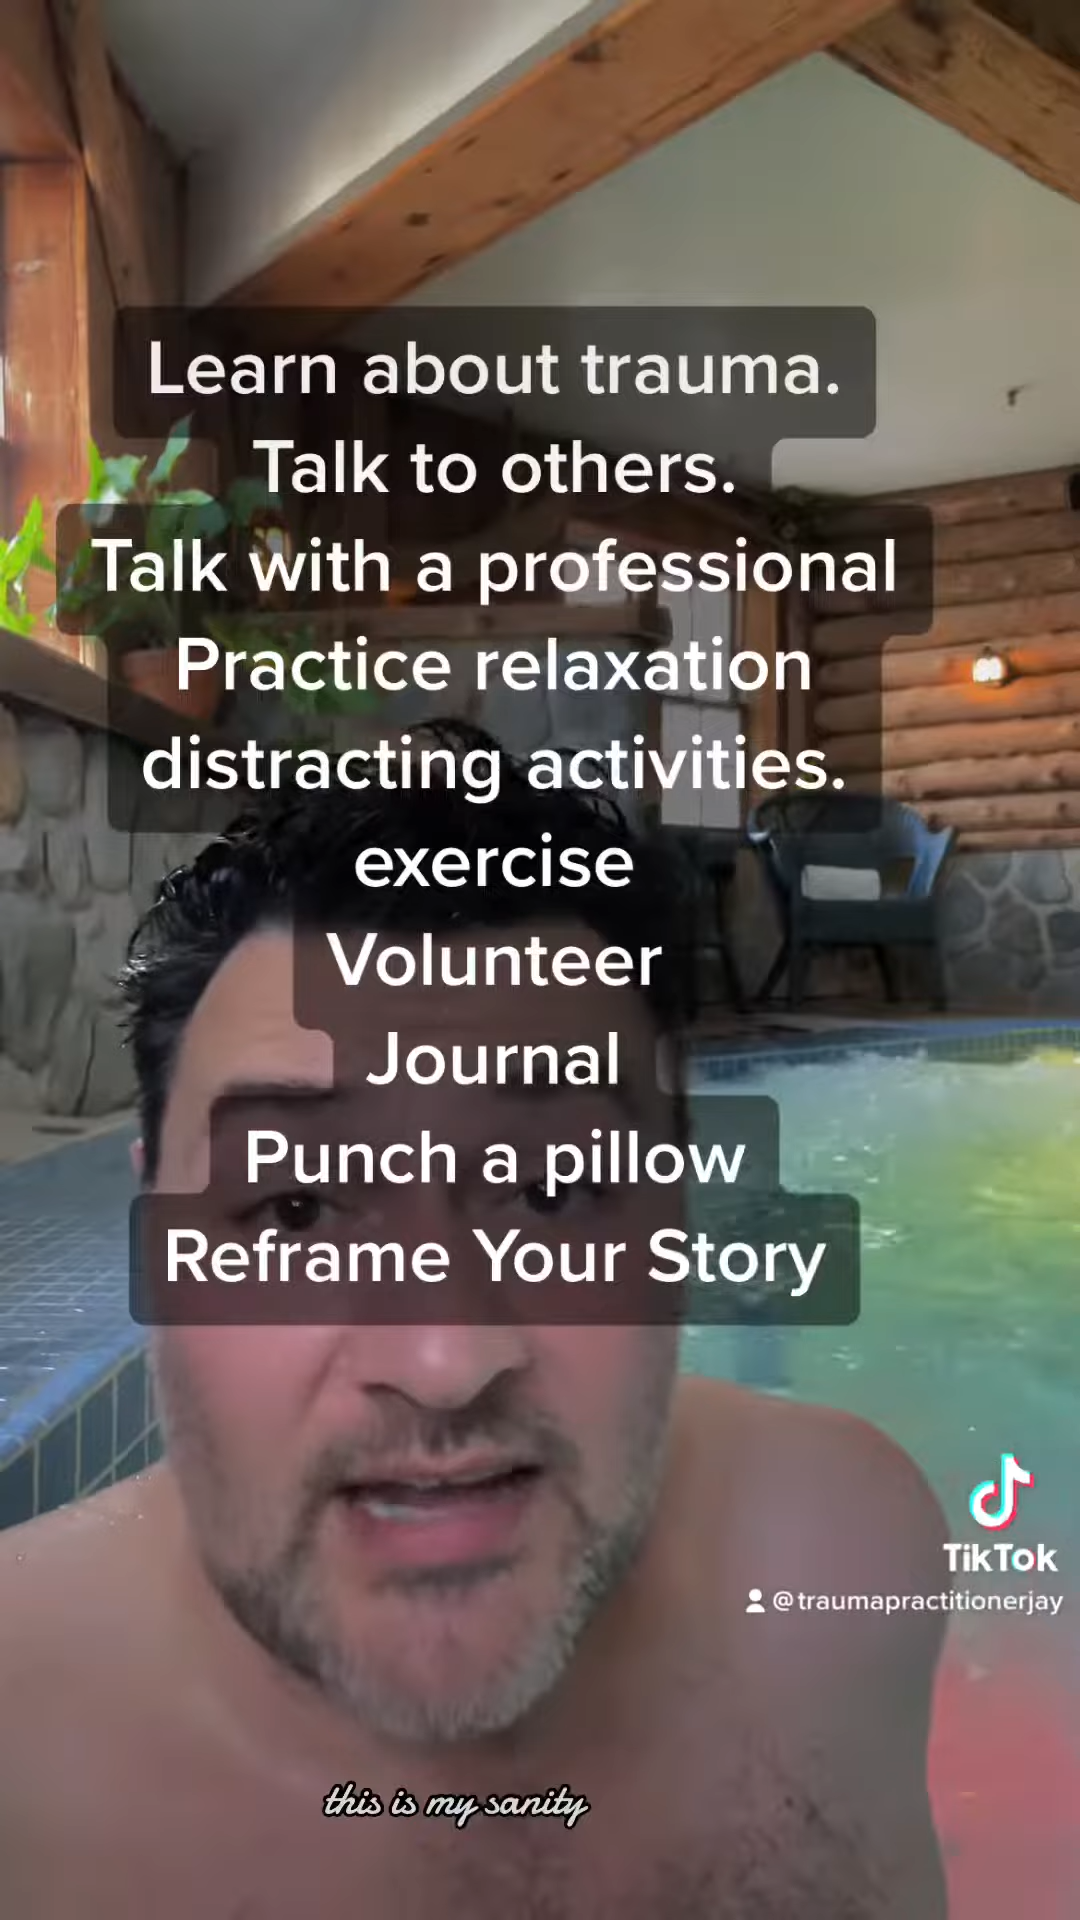 Learn about trauma.
Talk to others.
Talk with a professional
Practice relaxation
distracting activities.
exercise
Volunteer
Journal
Punch a pillow
Reframe Your Story
TikTok
@traumapractitionerjay
this is my sanity